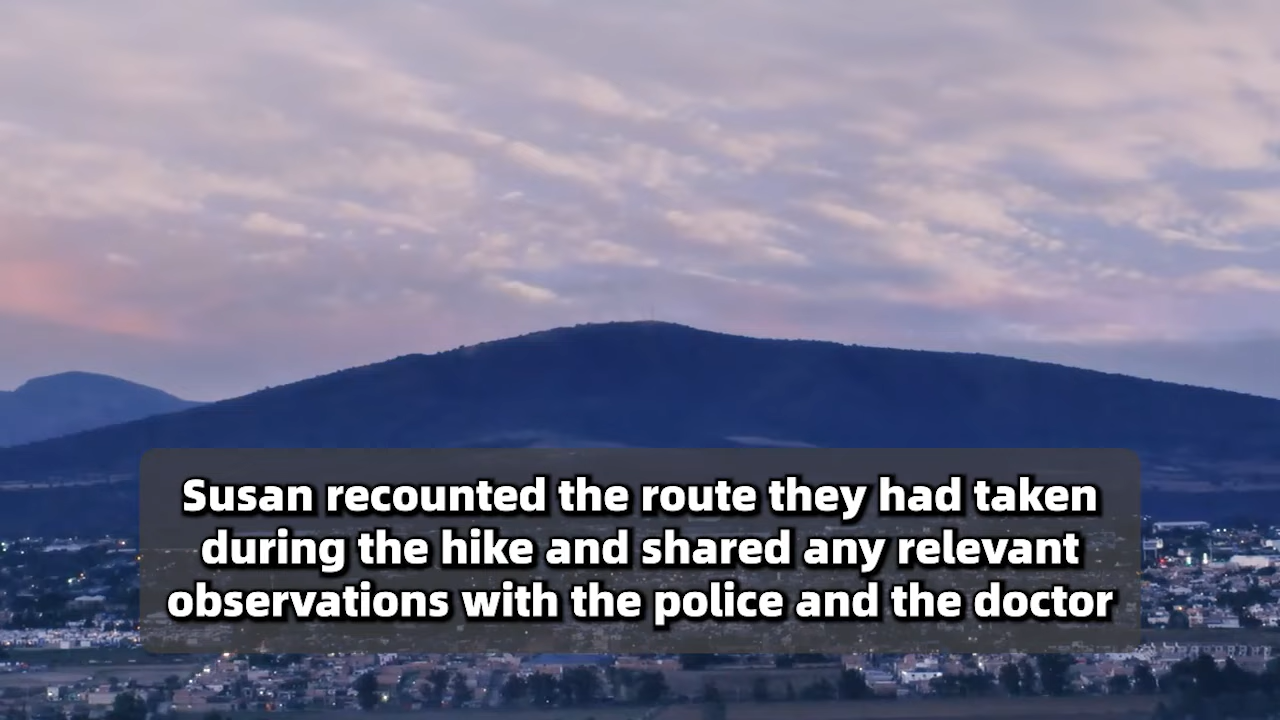 Susan recounted the route they had taken
during the hike and shared any relevant
observations with the police and the doctor